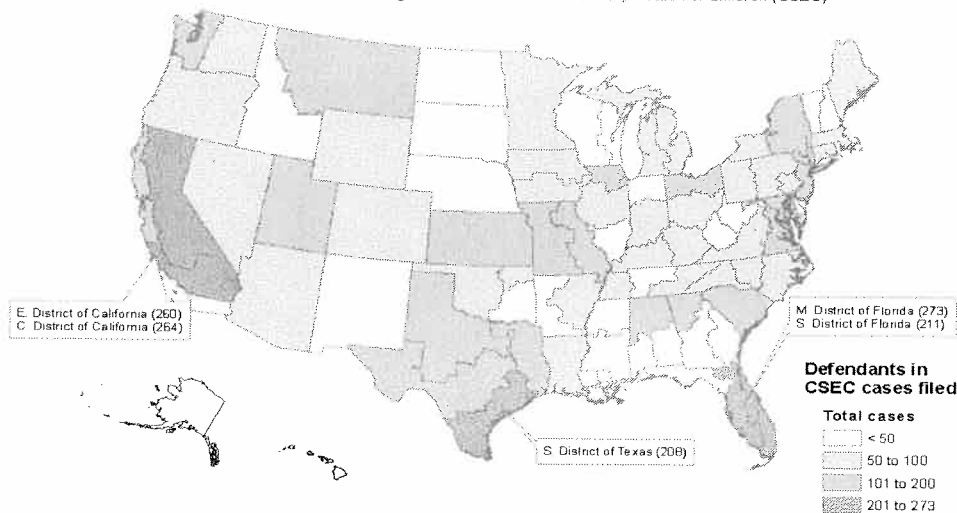 (CSEC)
E. District of California (260)
C. District of California (264)
M. District of Florida (273)
S. District of Florida (211)
S. District of Texas (208)
Defendants in
CSEC cases filed
Total cases
< 50
50 to 100
101 to 200
201 to 273